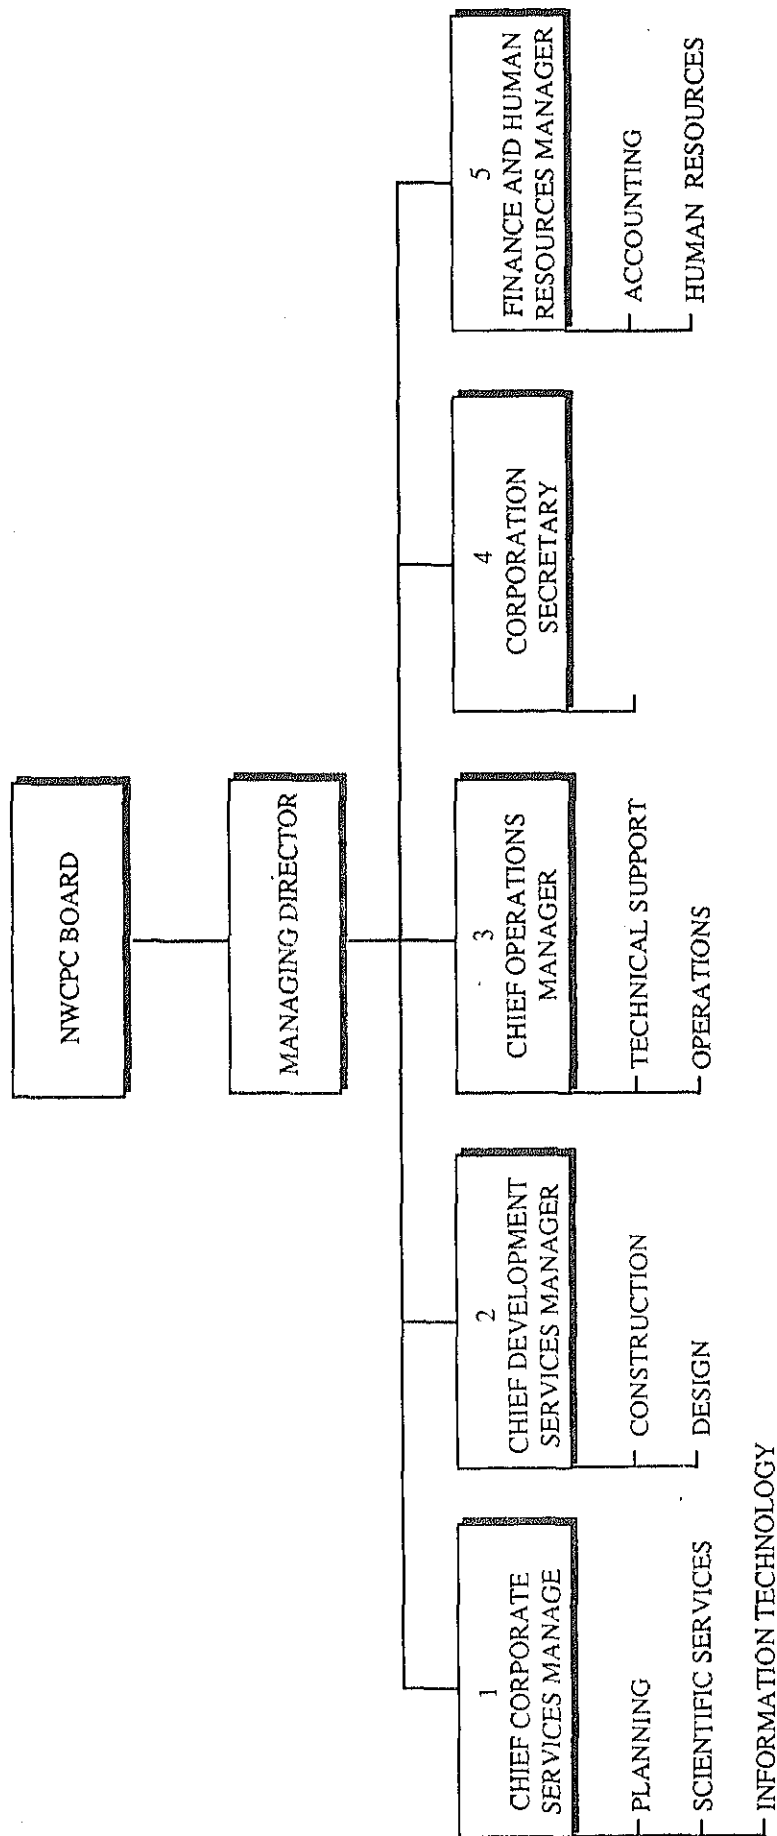 NWCPC BOARD
MANAGING DIRECTOR
1
CHIEF CORPORATE
SERVICES MANAGE
PLANNING
SCIENTIFIC SERVICES
INFORMATION TECHNOLOGY
2
CHIEF DEVELOPMENT
SERVICES MANAGER
CONSTRUCTION
DESIGN
3
CHIEF OPERATIONS
MANAGER
TECHNICAL SUPPORT
OPERATIONS
4
CORPORATION
SECRETARY
5
FINANCE AND HUMAN
RESOURCES MANAGER
ACCOUNTING
HUMAN RESOURCES